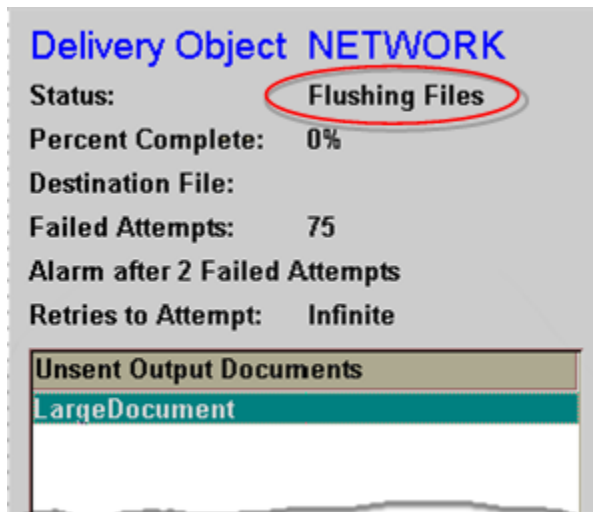 Delivery Object NETWORK
Status: Flushing Files
Percent Complete: 0%
Destination File:
Failed Attempts: 75
Alarm after 2 Failed Attempts
Retries to Attempt: Infinite
Unsent Output Documents
LargeDocument